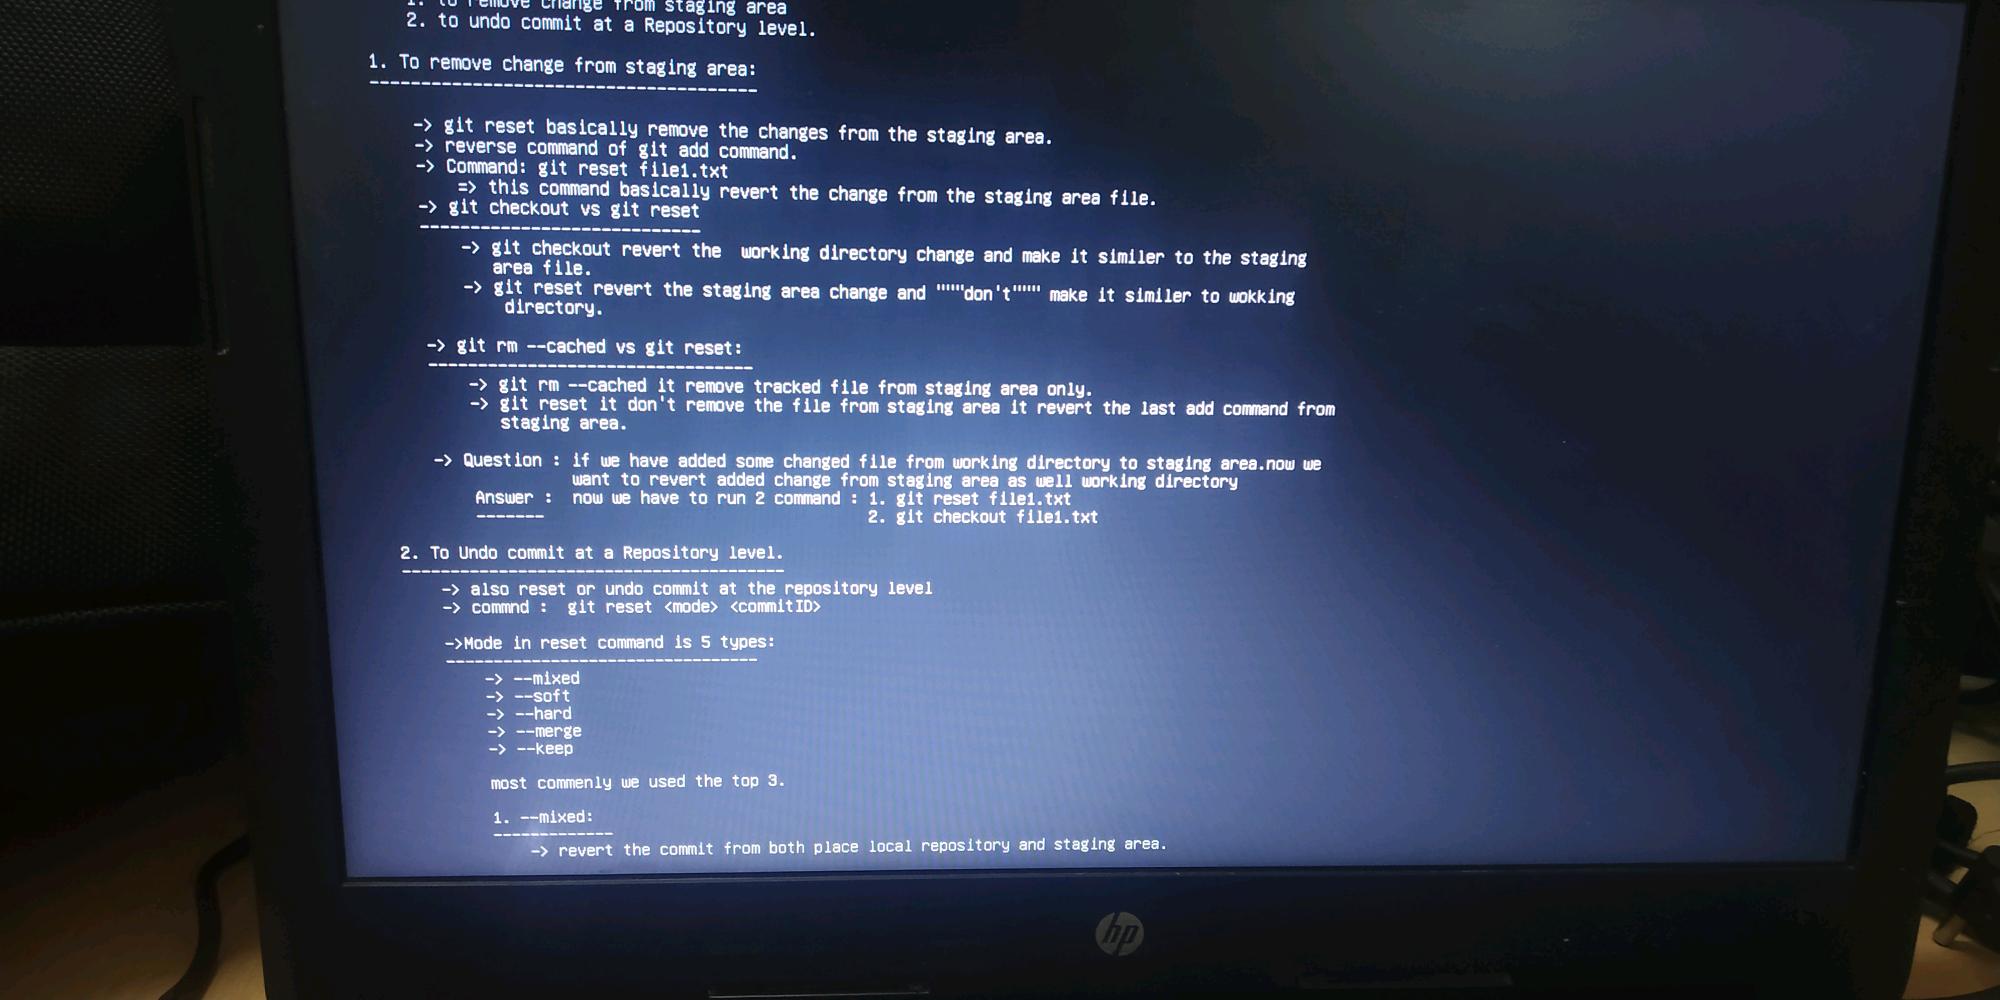 1. to remove change from staging area
2. to undo commit at a Repository level.
1. To remove change from staging area:
--------------------------------------
-> git reset basically remove the changes from the staging area.
-> reverse command of git add command.
-> Command: git reset file1.txt
=> this command basically revert the change from the staging area file.
-> git checkout vs git reset
----------------------------
-> git checkout revert the  working directory change and make it similer to the staging
area file.
-> git reset revert the staging area change and """don't""" make it similer to wokking
directory.
-> git rm --cached vs git reset:
--------------------------------
-> git rm --cached it remove tracked file from staging area only.
-> git reset it don't remove the file from staging area it revert the last add command from
staging area.
-> Question : if we have added some changed file from working directory to staging area.now we
want to revert added change from staging area as well working directory
Answer :  now we have to run 2 command : 1. git reset file1.txt
-------                                  2. git checkout file1.txt
2. To Undo commit at a Repository level.
----------------------------------------
-> also reset or undo commit at the repository level
-> commnd :  git reset <mode> <commitID>
->Mode in reset command is 5 types:
-----------------------------------
-> --mixed
-> --soft
-> --hard
-> --merge
-> --keep
most commenly we used the top 3.
1. --mixed:
-------------
-> revert the commit from both place local repository and staging area.
hp